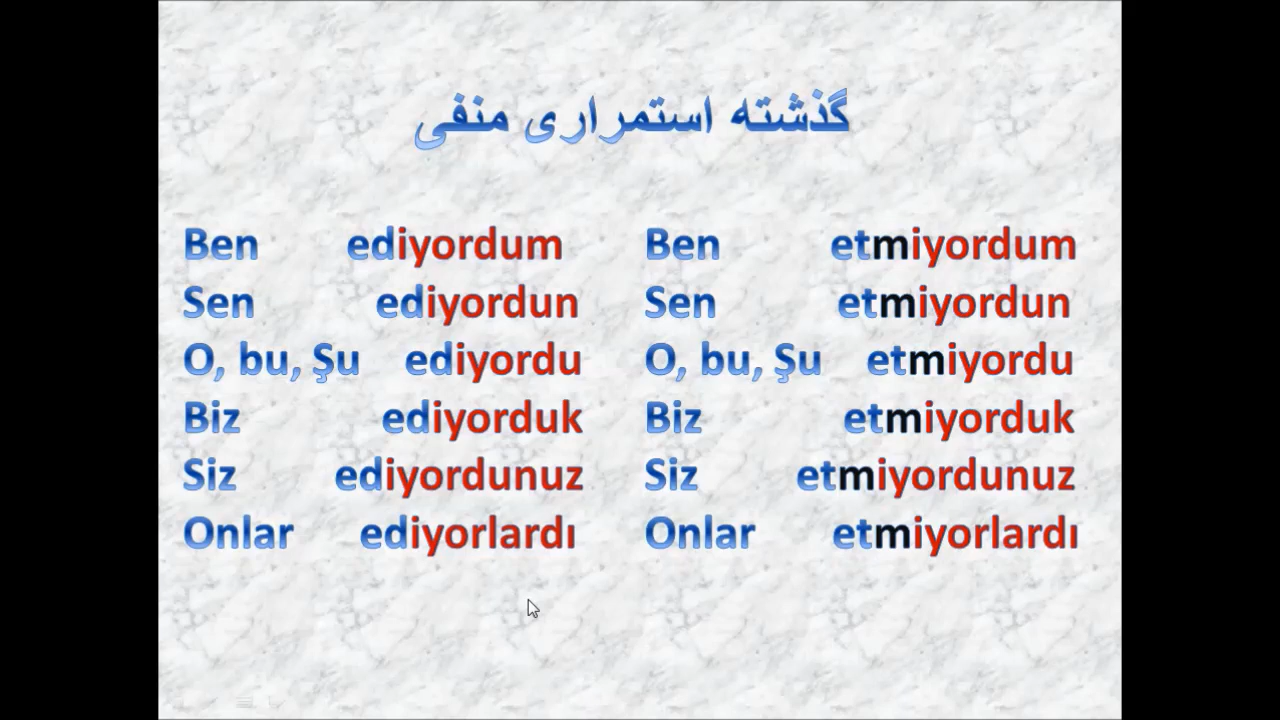 گذشته استمراری منفی
Ben ediyordum Ben etmiyordum
Sen ediyordun Sen etmiyordun
O, bu, Şu ediyordu O, bu, Şu etmiyordu
Biz ediyorduk Biz etmiyorduk
Siz ediyordunuz Siz etmiyordunuz
Onlar ediyorlardı Onlar etmiyorlardı